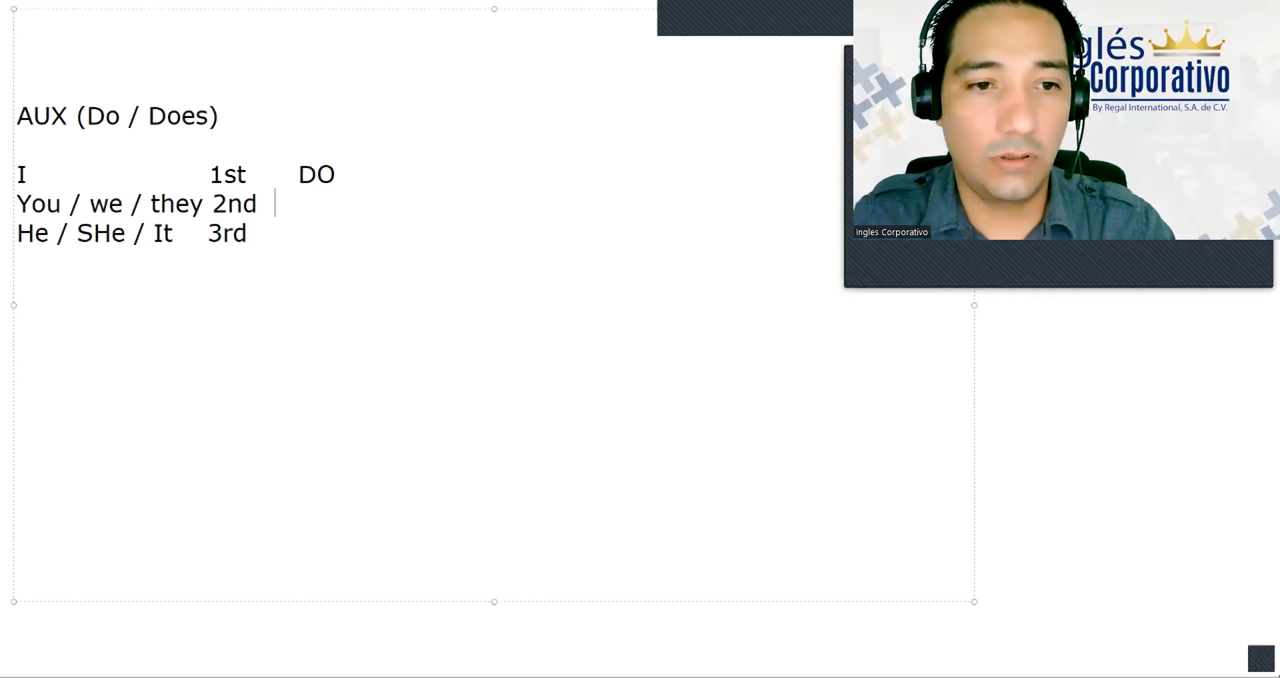 AUX (Do / Does)
I 1st DO
You / we / they 2nd
He / SHe / It 3rd
glés
Corporativo
By Regal International, S.A. de C.V.
Ingles Corporativo